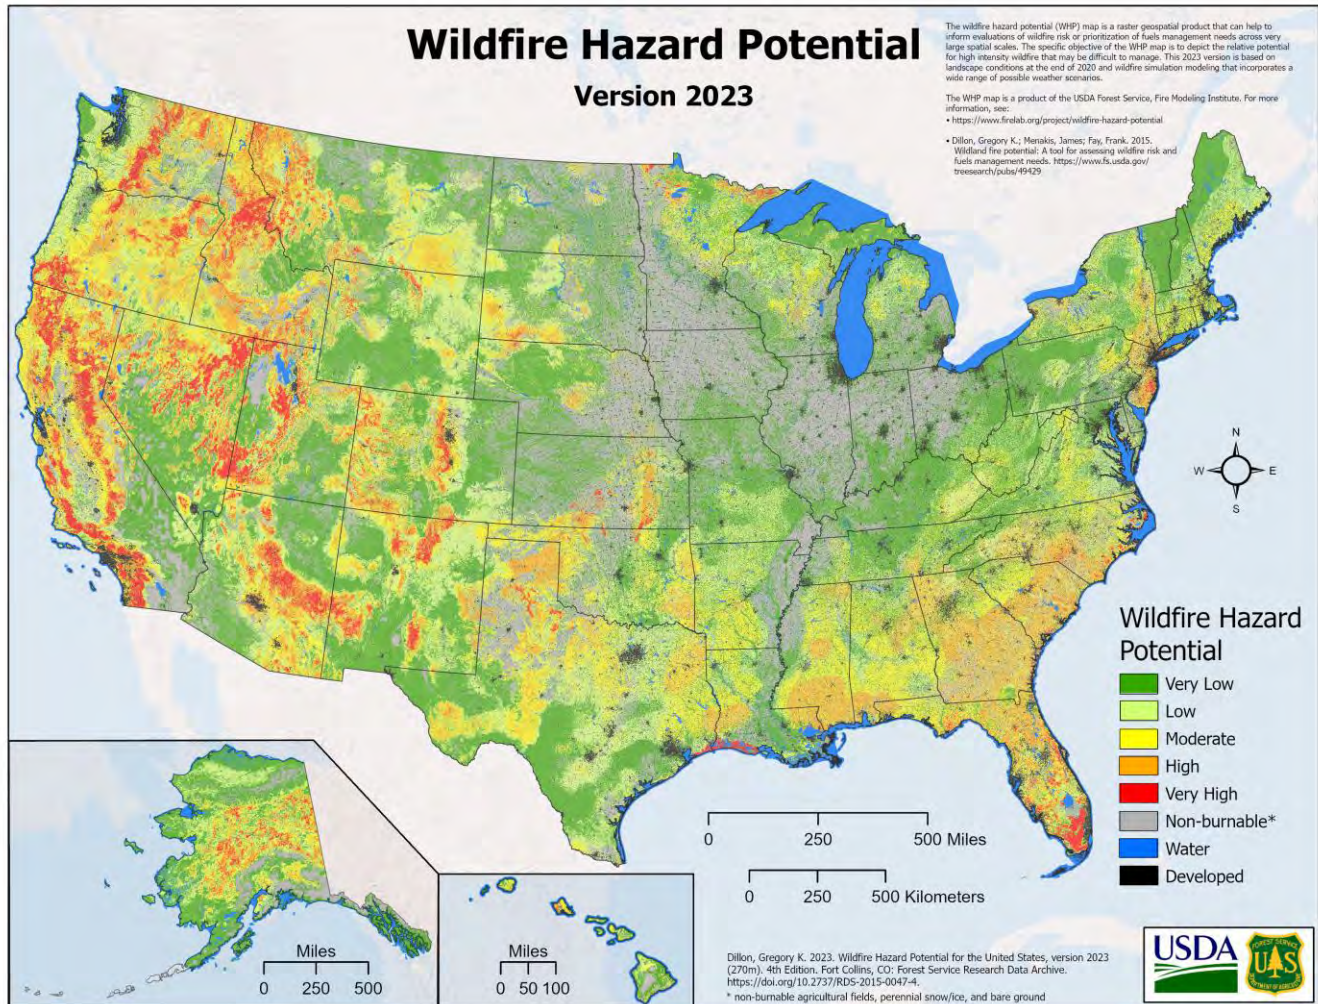 Wildfire Hazard Potential
Version 2023
The wildfire hazard potential (WHP) map is a raster geospatial product that can help to
inform evaluations of wildfire risk or prioritization of fuels management needs across very
large spatial scales. The specific objective of the WHP map is to depict the relative potential
for high intensity wildfire that may be difficult to manage. This 2023 version is based on
landscape conditions at the end of 2020 and wildfire simulation modeling that incorporates a
wide range of possible weather scenarios.
The WHP map is a product of the USDA Forest Service, Fire Modeling Institute. For more
information, see:
• https://www.firelab.org/project/wildfire-hazard-potential
• Dillon, Gregory K.; Menakis, James; Fay, Frank. 2015.
Wildland fire potential: A tool for assessing wildfire risk and
fuels management needs. https://www.fs.usda.gov/
treesearch/pubs/49429
N
W E
S
Wildfire Hazard
Potential
Very Low
Low
Moderate
High
Very High
Non-burnable*
Water
Developed
0 250 500 Miles
0 250 500 Kilometers
Miles
0 250 500
Miles
0 50 100
Dillon, Gregory K. 2023. Wildfire Hazard Potential for the United States, version 2023
(270m). 4th Edition. Fort Collins, CO: Forest Service Research Data Archive.
https://doi.org/10.2737/RDS-2015-0047-4.
* non-burnable agricultural fields, perennial snow/ice, and bare ground
USDA
FOREST SERVICE
U S
DEPARTMENT OF AGRICULTURE